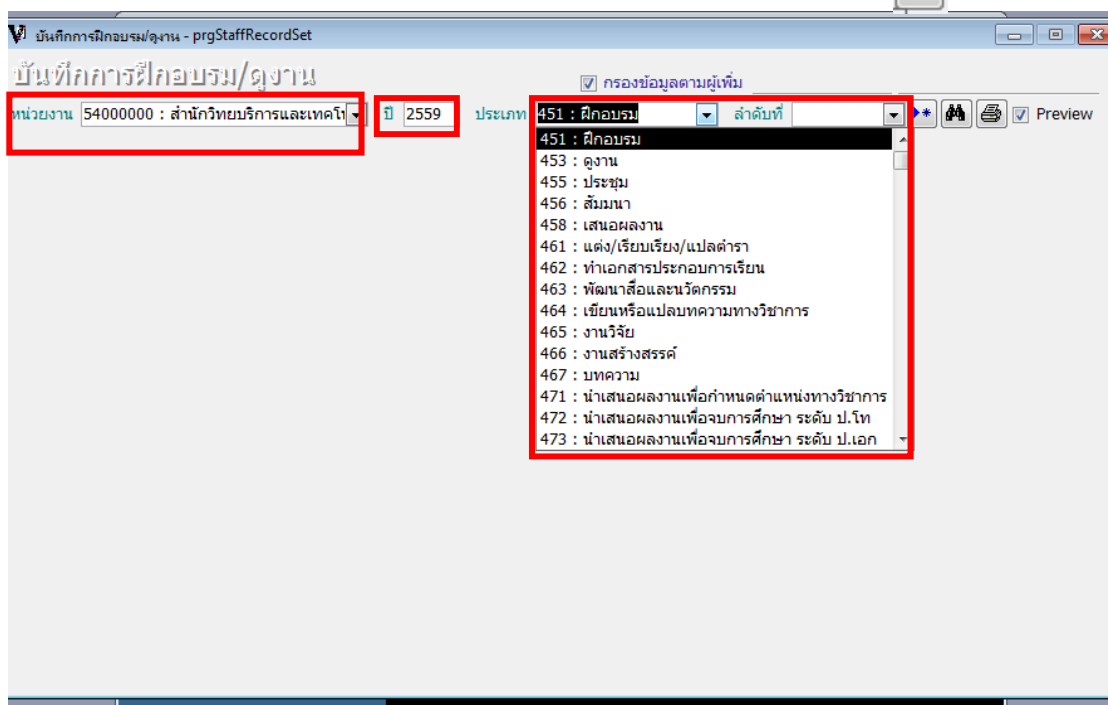 บันทึกการฝึกอบรม/ดูงาน - prgStaffRecordSet
บันทึกการฝึกอบรม/ดูงาน
กรองข้อมูลตามผู้เพิ่ม
หน่วยงาน 54000000 : สำนักวิทยบริการและเทคโ ปี 2559 ประเภท 451 : ฝึกอบรม ลำดับที่ Preview
451 : ฝึกอบรม
453 : ดูงาน
455 : ประชุม
456 : สัมมนา
458 : เสนอผลงาน
461 : แต่ง/เรียบเรียง/แปลตำรา
462 : ทำเอกสารประกอบการเรียน
463 : พัฒนาสื่อและนวัตกรรม
464 : เขียนหรือแปลบทความทางวิชาการ
465 : งานวิจัย
466 : งานสร้างสรรค์
467 : บทความ
471 : นำเสนอผลงานเพื่อกำหนดตำแหน่งทางวิชาการ
472 : นำเสนอผลงานเพื่อจบการศึกษา ระดับ ป.โท
473 : นำเสนอผลงานเพื่อจบการศึกษา ระดับ ป.เอก